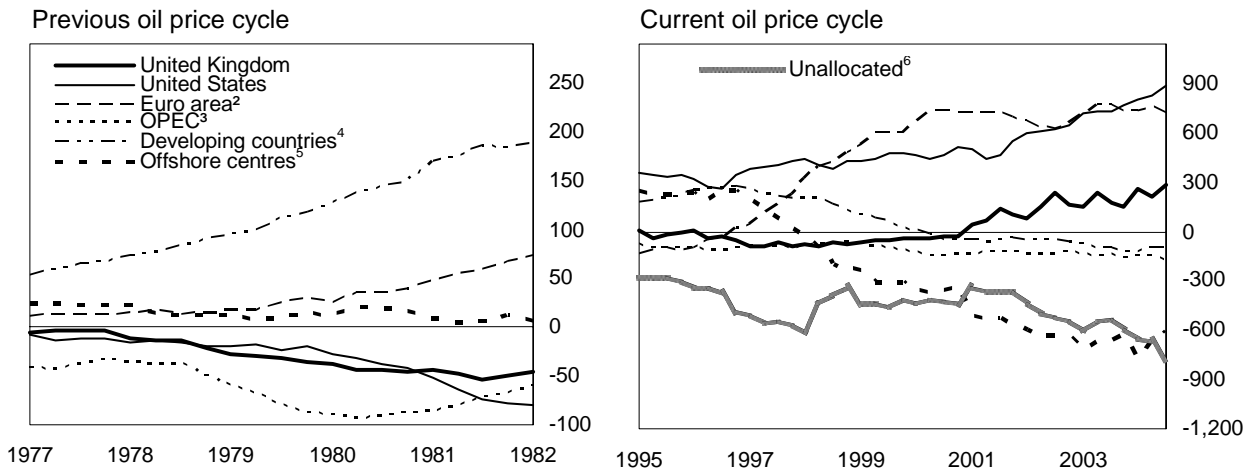 Previous oil price cycle
United Kingdom
United States
Euro area²
OPEC³
Developing countries⁴
Offshore centres⁵
250
200
150
100
50
0
-50
-100
1977 1978 1979 1980 1981 1982
Current oil price cycle
Unallocated⁶
900
600
300
0
-300
-600
-900
-1,200
1995 1997 1999 2001 2003